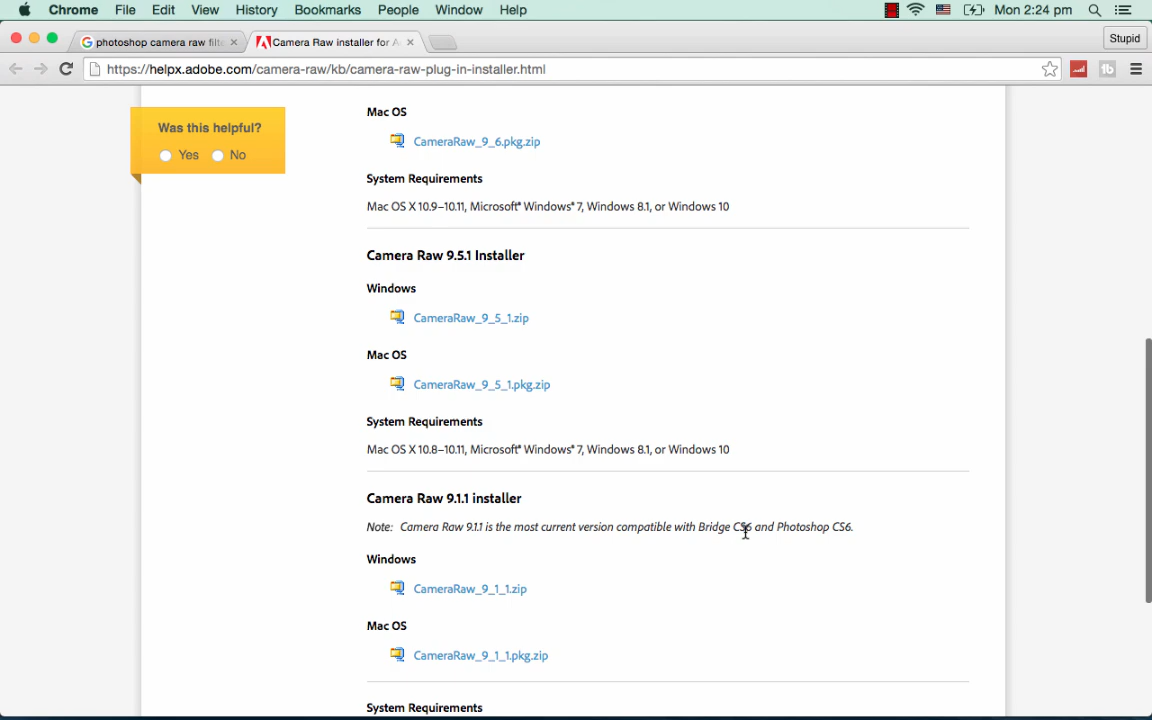 Chrome File Edit View History Bookmarks People Window Help Mon 2:24 pm
photoshop camera raw filt
Camera Raw installer for A
Stupid
https://helpx.adobe.com/camera-raw/kb/camera-raw-plug-in-installer.html
Was this helpful?
Yes No
Mac OS
CameraRaw_9_6.pkg.zip
System Requirements
Mac OS X 10.9–10.11, Microsoft® Windows® 7, Windows 8.1, or Windows 10
Camera Raw 9.5.1 Installer
Windows
CameraRaw_9_5_1.zip
Mac OS
CameraRaw_9_5_1.pkg.zip
System Requirements
Mac OS X 10.8–10.11, Microsoft® Windows® 7, Windows 8.1, or Windows 10
Camera Raw 9.1.1 installer
Note: Camera Raw 9.1.1 is the most current version compatible with Bridge CS6 and Photoshop CS6.
Windows
CameraRaw_9_1_1.zip
Mac OS
CameraRaw_9_1_1.pkg.zip
System Requirements